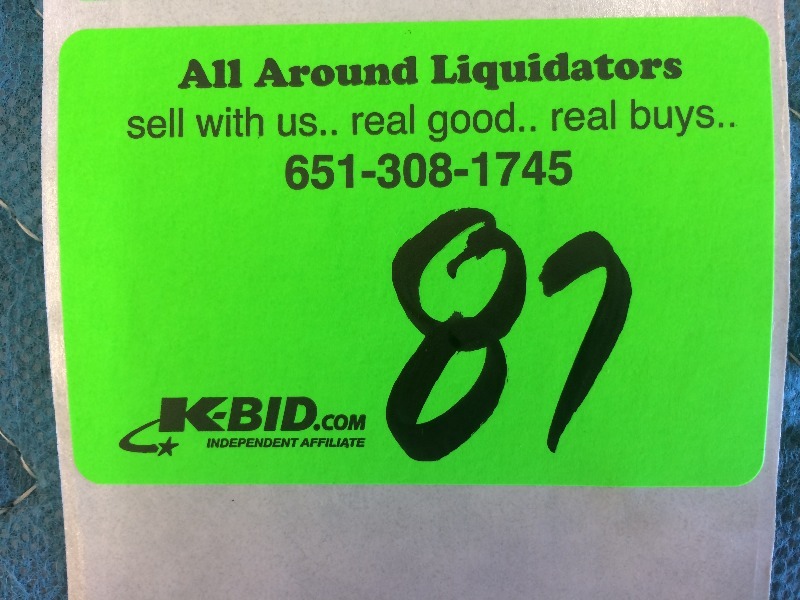 All Around Liquidators
sell with us.. real good.. real buys..
651-308-1745
87
K-BID.COM
INDEPENDENT AFFILIATE